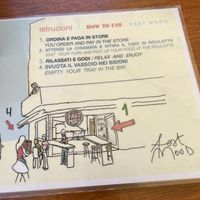 istruzioni / HOW TO USE FAST MOOD
1. ORDINA E PAGA IN STORE
YOU ORDER AND PAY IN THE STORE
2. ATTENDI LA CHIAMATA E RITIRA IL CIBO IN ROULOTTE
WAIT YOUR TURN AND PICK UP YOUR FOOD AT THE ROULOTTE
3. RILASSATI E GODI / RELAX AND ENJOY
4. SVUOTA IL VASSOIO NEI BIDONI
EMPTY YOUR TRAY IN THE BIN
4
1
FAST
Fast
MOOD